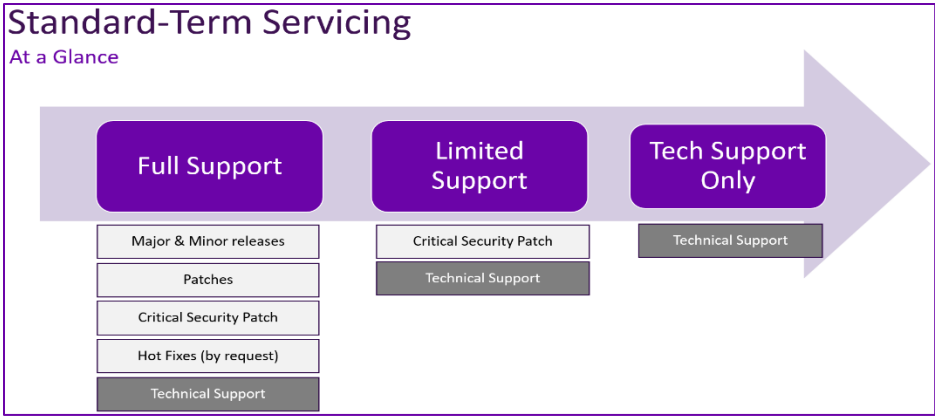 Standard-Term Servicing
At a Glance
Full Support
Major & Minor releases
Patches
Critical Security Patch
Hot Fixes (by request)
Technical Support
Limited
Support
Critical Security Patch
Technical Support
Tech Support
Only
Technical Support